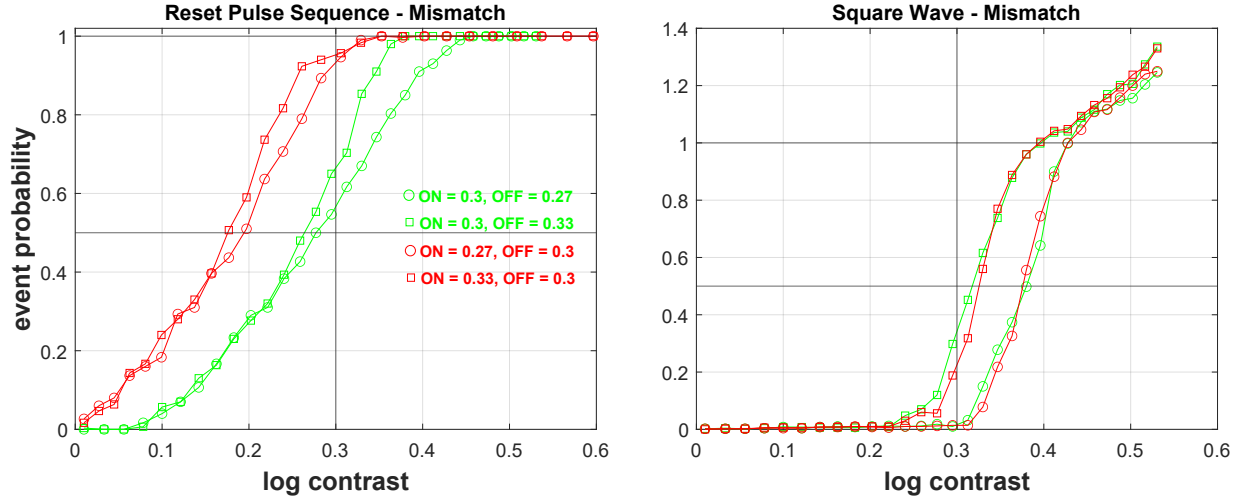 Reset Pulse Sequence - Mismatch
event probability
1
0.8
0.6
0.4
0.2
0
ON = 0.3, OFF = 0.27
ON = 0.3, OFF = 0.33
ON = 0.27, OFF = 0.3
ON = 0.33, OFF = 0.3
0 0.1 0.2 0.3 0.4 0.5 0.6
log contrast
Square Wave - Mismatch
1.4
1.2
1
0.8
0.6
0.4
0.2
0
0 0.1 0.2 0.3 0.4 0.5 0.6
log contrast